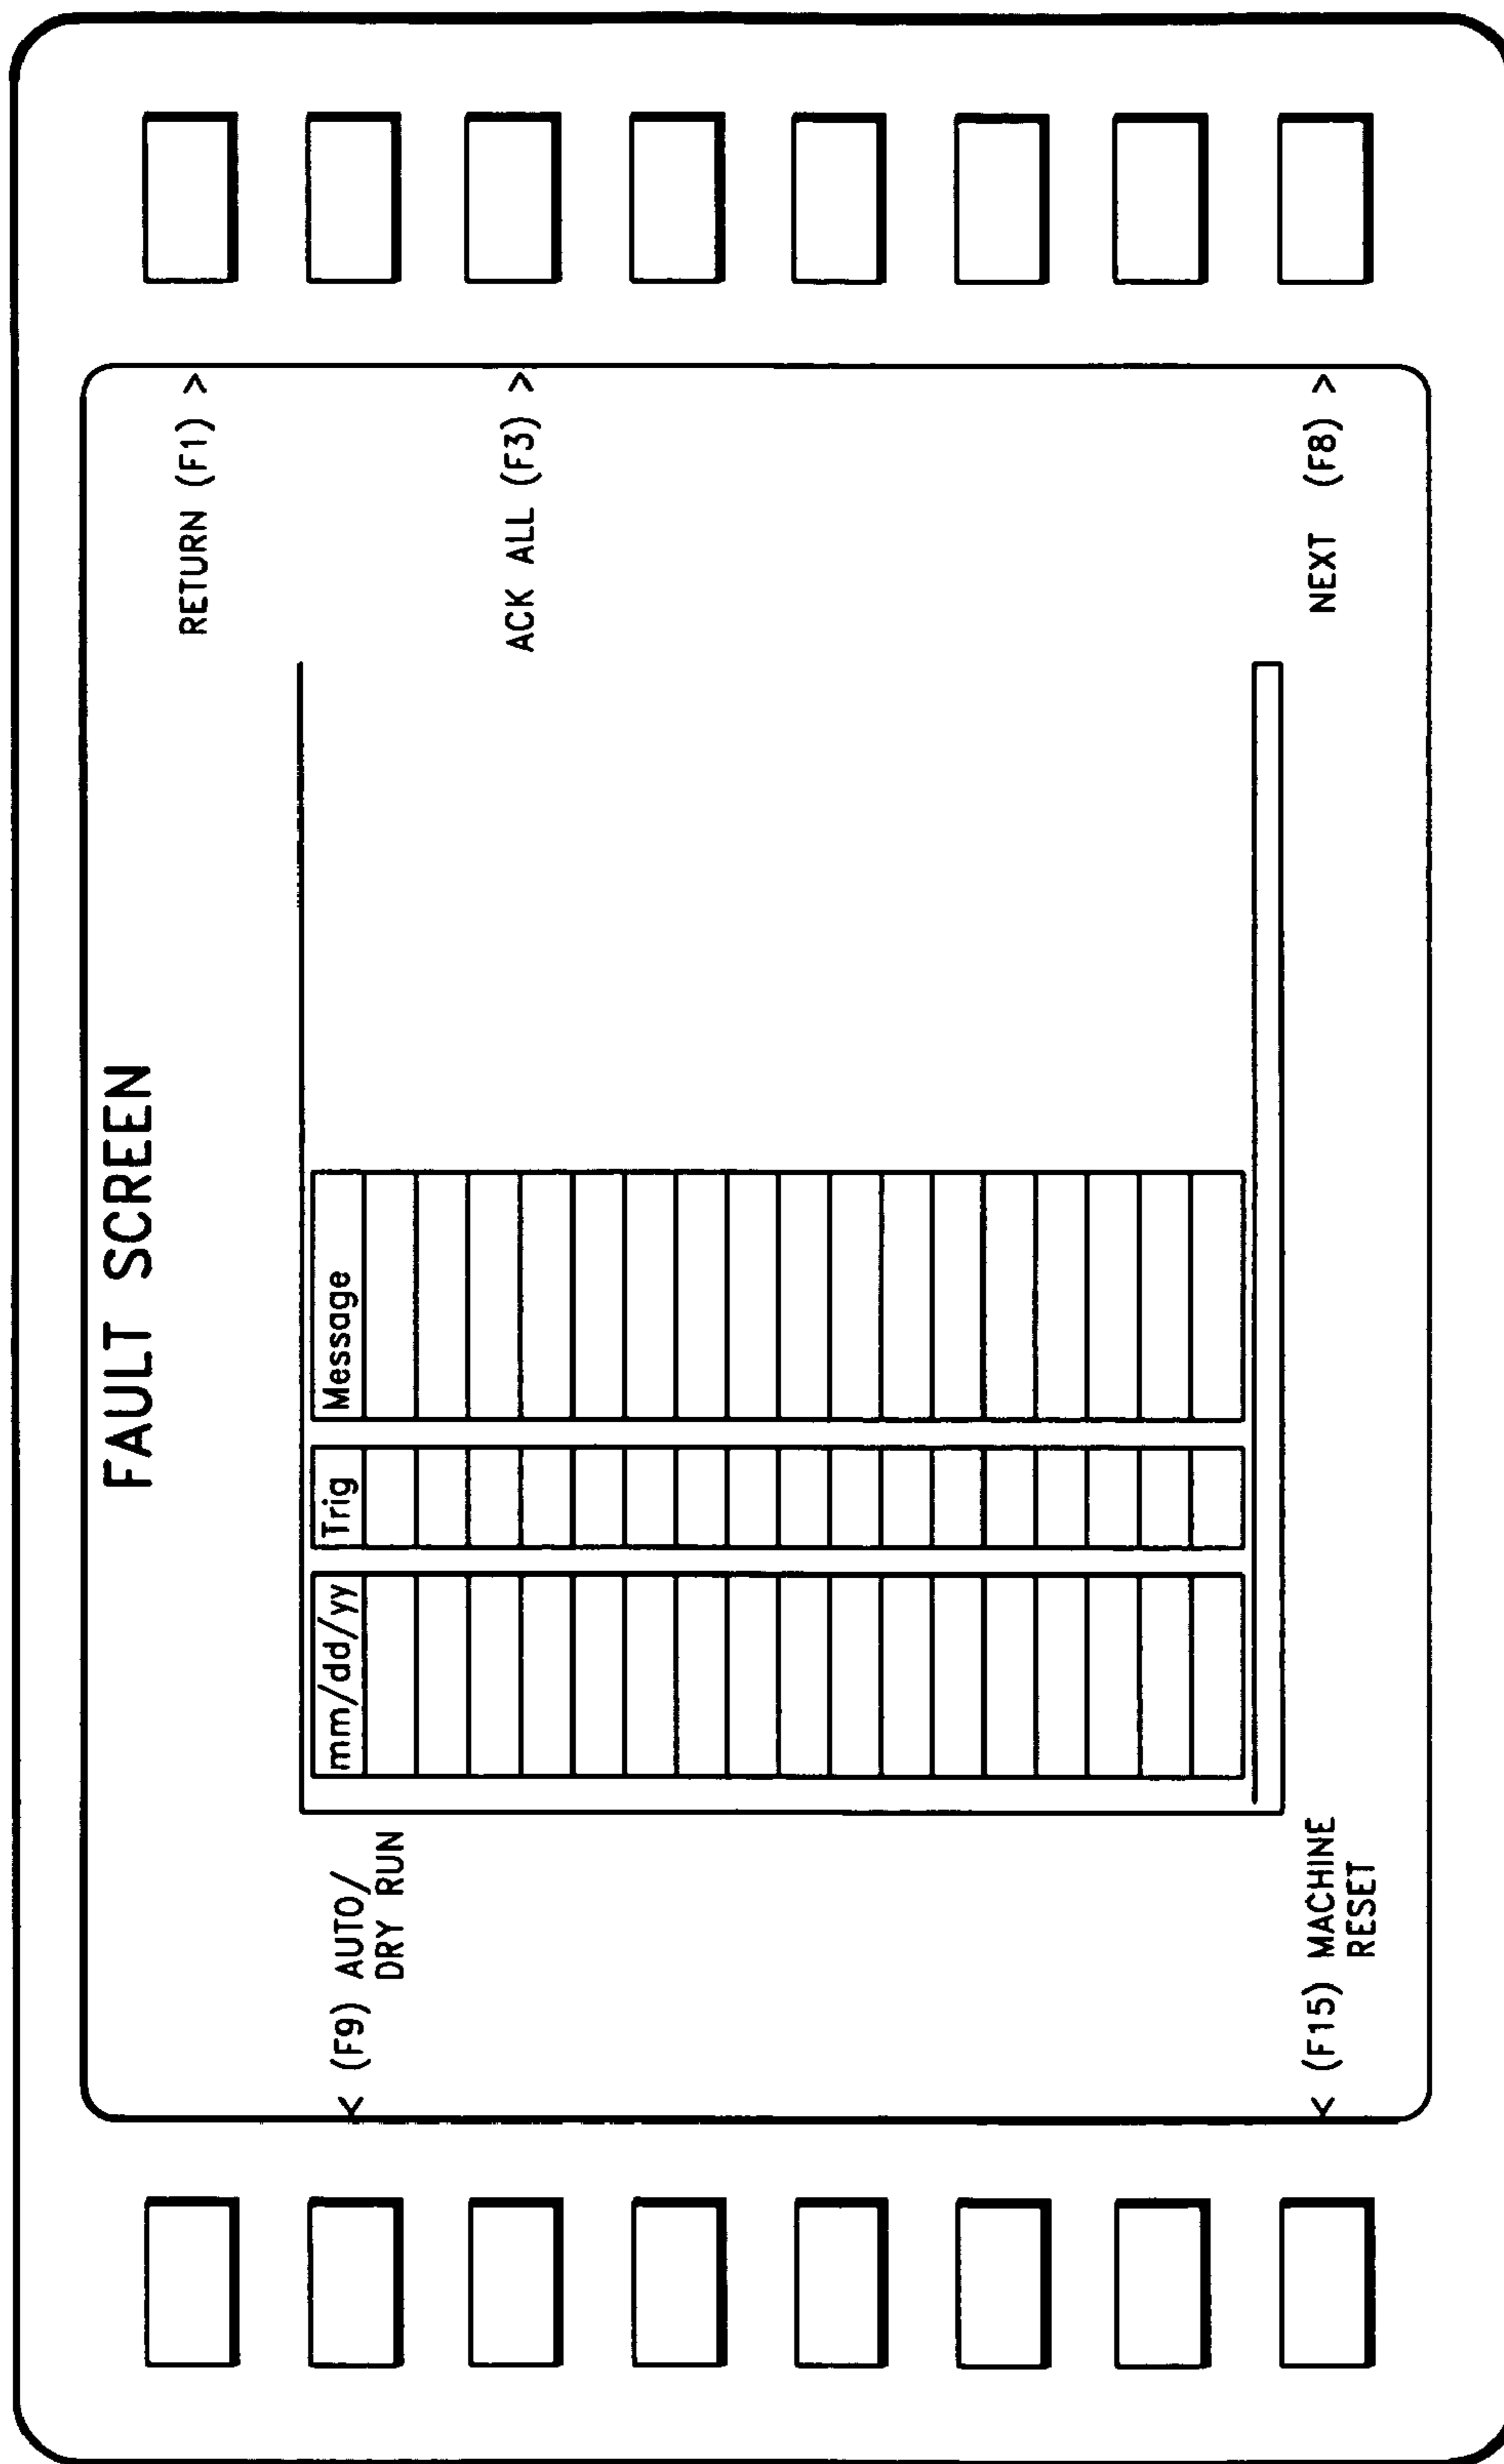 FAULT SCREEN
RETURN (F1) >
< (F9) AUTO/
DRY RUN
mm/dd/yy
Trig
Message
ACK ALL (F3) >
< (F15) MACHINE
RESET
NEXT (F8) >